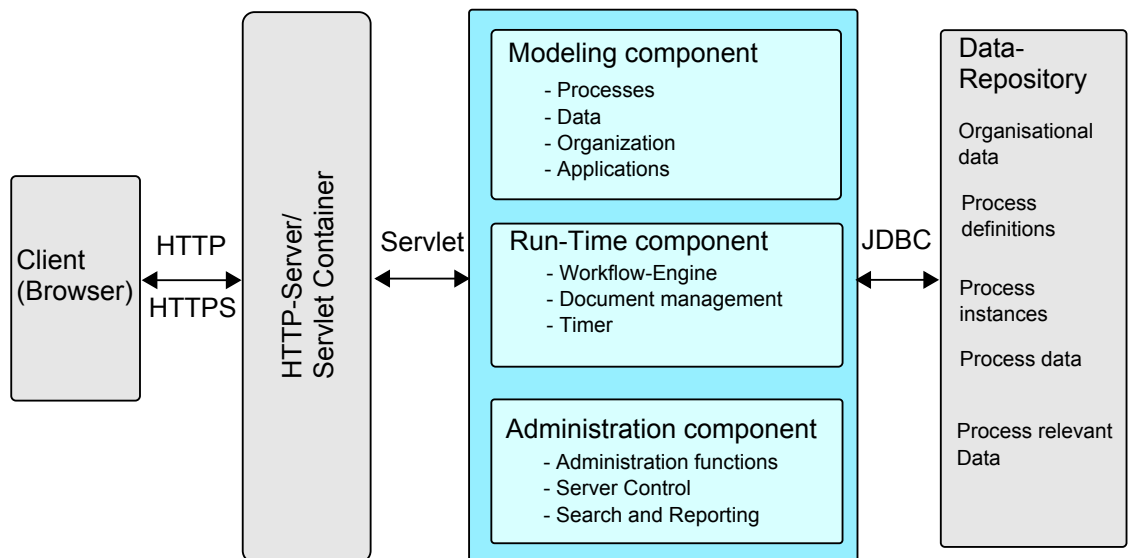 Client
(Browser)
HTTP
HTTPS
HTTP-Server/
Servlet Container
Servlet
Modeling component
- Processes
- Data
- Organization
- Applications
Run-Time component
- Workflow-Engine
- Document management
- Timer
Administration component
- Administration functions
- Server Control
- Search and Reporting
JDBC
Data-
Repository
Organisational
data
Process
definitions
Process
instances
Process data
Process relevant
Data